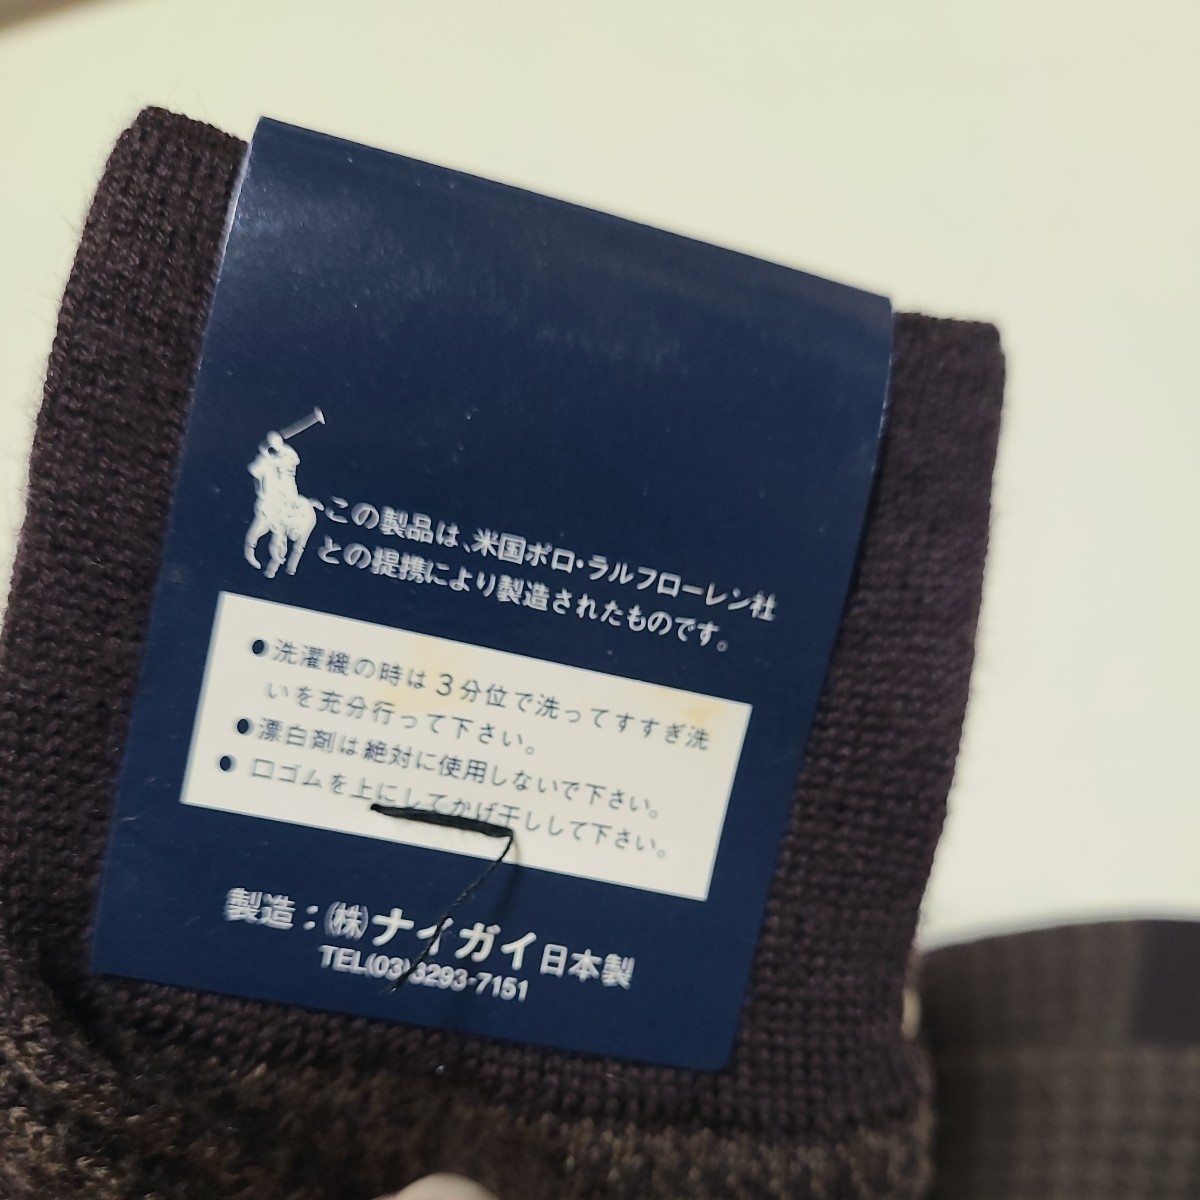 この製品は、米国ポロ・ラルフローレン社
との提携により製造されたものです。
●洗濯機の時は3分位で洗ってすすぎ洗
いを充分行って下さい。
●漂白剤は絶対に使用しないで下さい。
●口ゴムを上にしてかげ干しして下さい。
製造：(株)ナイガイ日本製
TEL(03)3293-7151